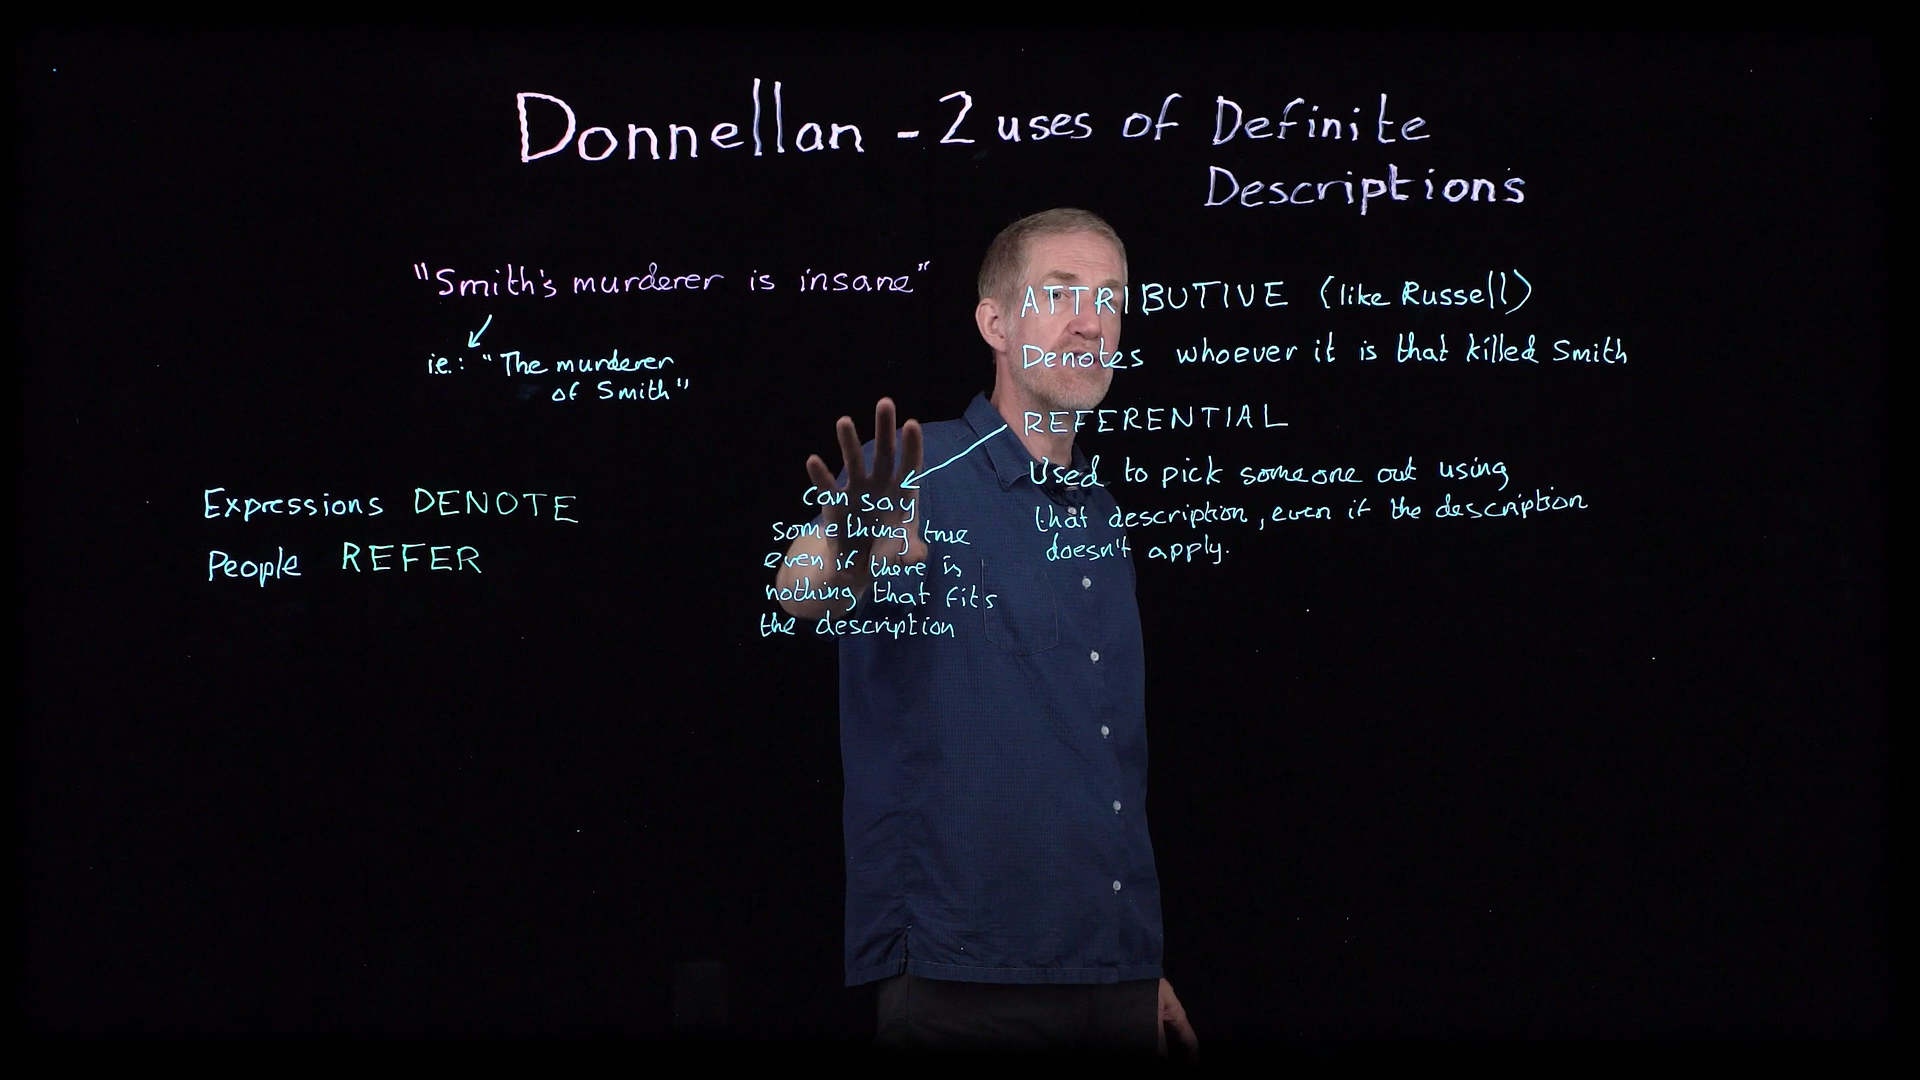 Donnellan - 2 uses of Definite
Descriptions
"Smith's murderer is insane"
i.e.: "The murderer
of Smith"
Expressions DENOTE
People REFER
ATTRIBUTIVE (like Russell)
Denotes whoever it is that killed Smith
REFERENTIAL
Used to pick someone out using
that description, even if the description
doesn't apply.
can say
something true
even if there is
nothing that fits
the description